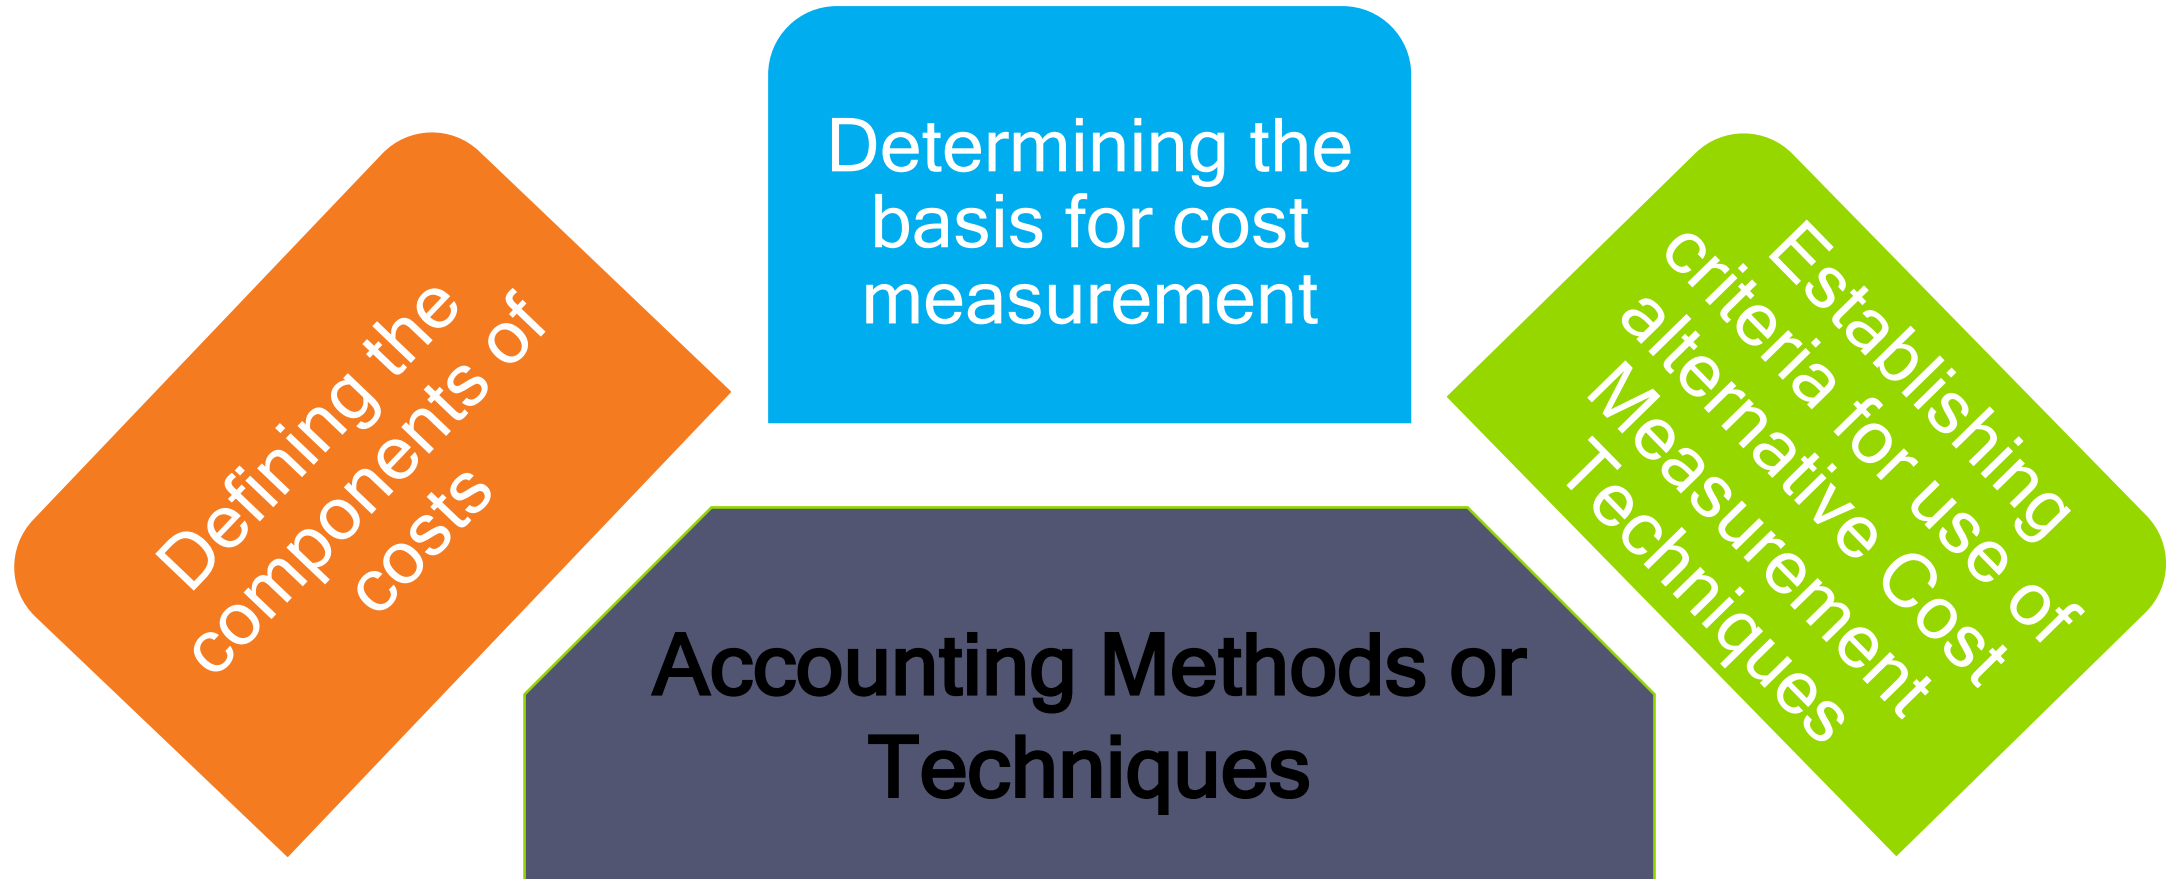 Defining the
components of
costs
Determining the
basis for cost
measurement
Establishing
criteria for use of
alternative Cost
Measurement
Techniques
Accounting Methods or
Techniques